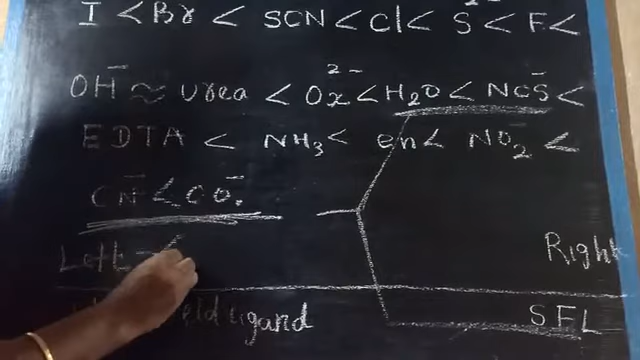 I < Br < SCN < Cl < S²⁻ < F <
OH⁻ ≈ urea < Ox²⁻ < H₂O < NCS⁻ <
EDTA < NH₃ < en < NO₂⁻ <
CN⁻ < CO.
Left Right
field ligand SFL